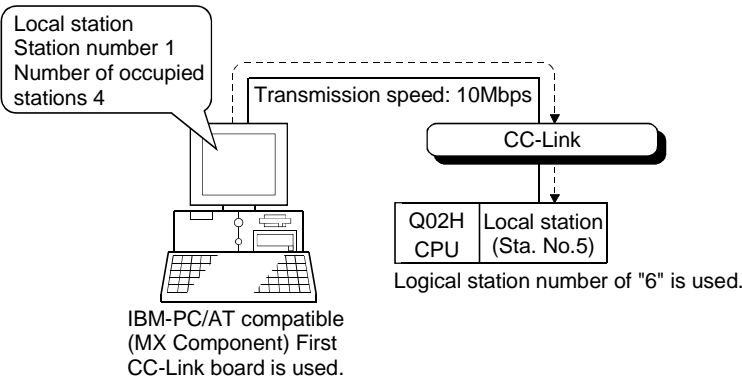 Local station
Station number 1
Number of occupied
stations 4
Transmission speed: 10Mbps
CC-Link
Q02H
CPU
Local station
(Sta. No.5)
Logical station number of "6" is used.
IBM-PC/AT compatible
(MX Component) First
CC-Link board is used.